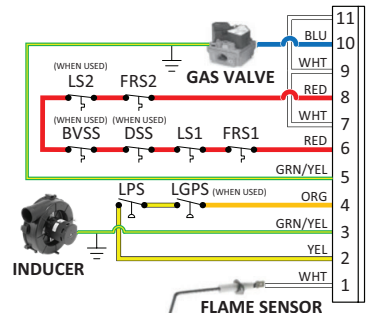 11
BLU
10
WHT
9
GAS VALVE
(WHEN USED)
LS2 FRS2
RED
8
WHT
7
(WHEN USED) (WHEN USED)
BVSS DSS LS1 FRS1
RED
6
GRN/YEL
5
LPS LGPS (WHEN USED)
ORG
4
GRN/YEL
3
INDUCER
YEL
2
WHT
1
FLAME SENSOR